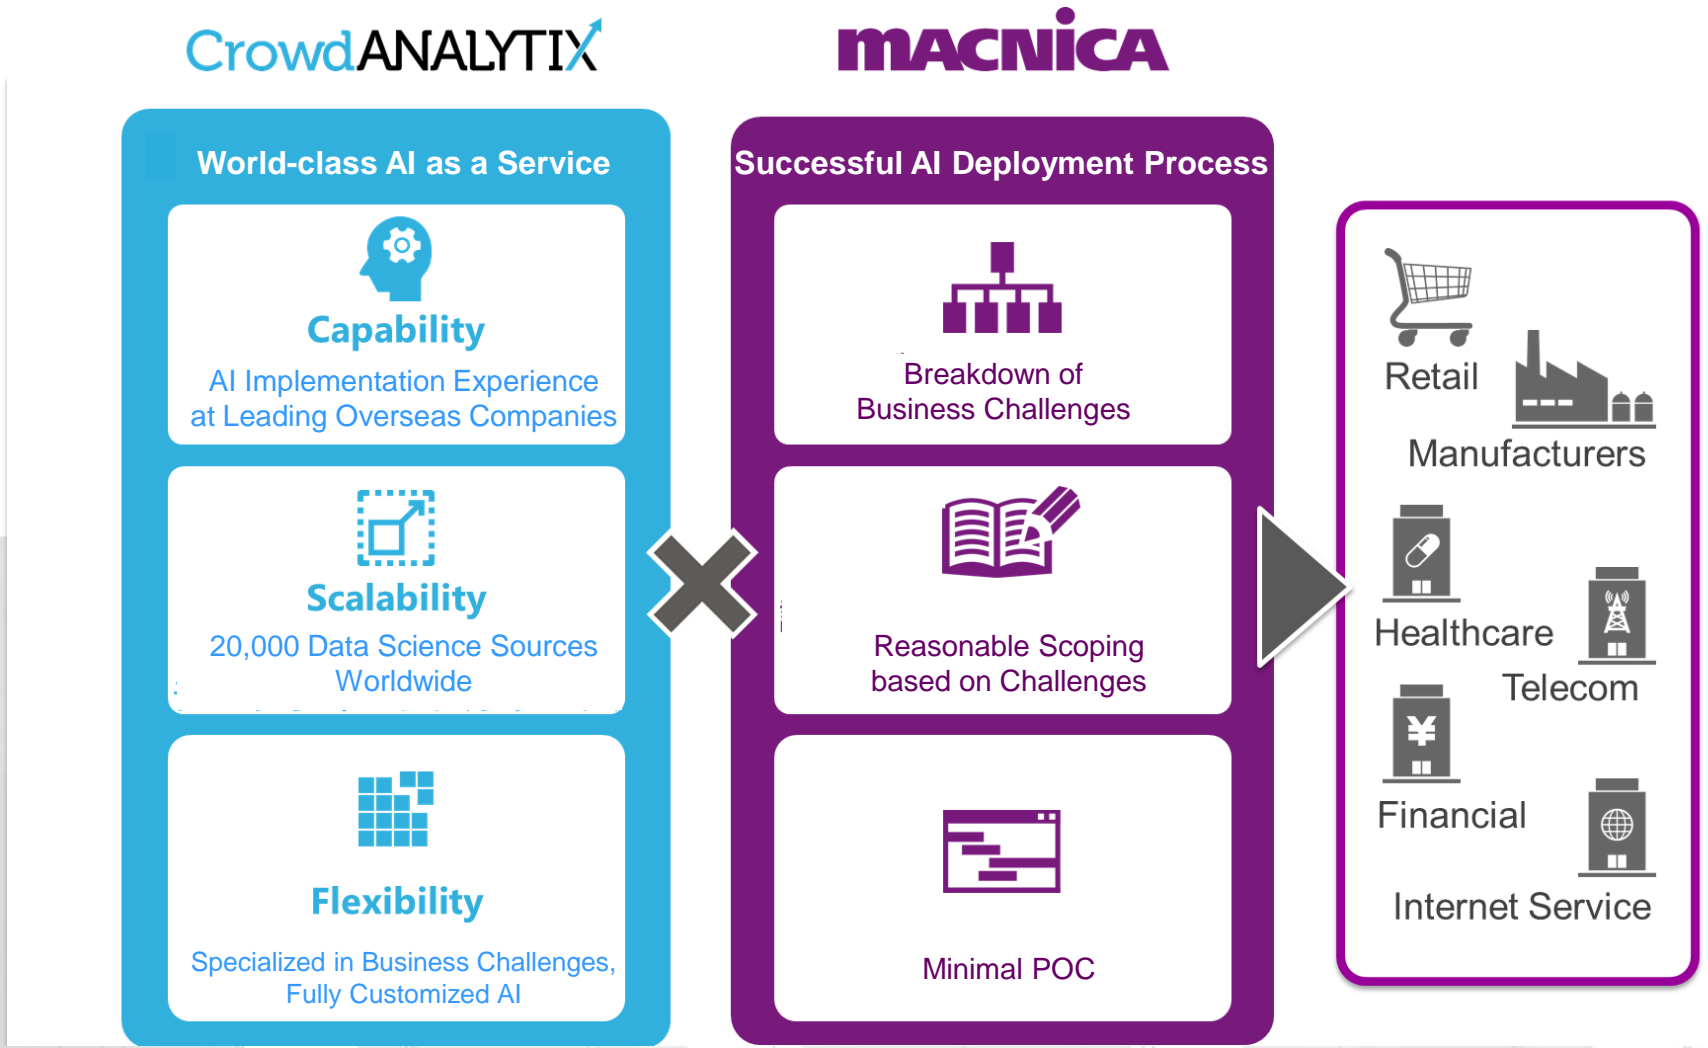 CrowdANALYTIX
World-class AI as a Service
Capability
AI Implementation Experience
at Leading Overseas Companies
Scalability
20,000 Data Science Sources
Worldwide
Flexibility
Specialized in Business Challenges,
Fully Customized AI
MACNiCA
Successful AI Deployment Process
Breakdown of
Business Challenges
Reasonable Scoping
based on Challenges
Minimal POC
Retail
Manufacturers
Healthcare
Telecom
¥
Financial
Internet Service